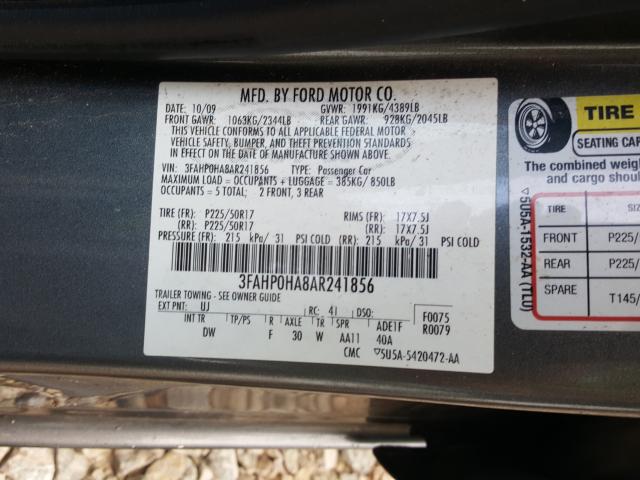 MFD. BY FORD MOTOR CO.
DATE: 10/09 GVWR: 1991KG/4389LB
FRONT GAWR: 1063KG/2344LB REAR GAWR: 928KG/2045LB
THIS VEHICLE CONFORMS TO ALL APPLICABLE FEDERAL MOTOR
VEHICLE SAFETY, BUMPER, AND THEFT PREVENTION STANDARDS
IN EFFECT ON THE DATE OF MANUFACTURE SHOWN ABOVE.
VIN: 3FAHP0HA8AR241856 TYPE: Passenger Car
MAXIMUM LOAD = OCCUPANTS + LUGGAGE = 385KG/850LB
OCCUPANTS = 5 TOTAL; 2 FRONT, 3 REAR
TIRE (FR): P225/50R17 RIMS (FR): 17X7.5J
(RR): P225/50R17 (RR): 17X7.5J
PRESSURE (FR): 215 kPa/ 31 PSI COLD (RR) 215 kPa/ 31 PSI COLD
3FAHP0HA8AR241856
TRAILER TOWING - SEE OWNER GUIDE
EXT PNT: UJ RC: 41 DSO: F0075
INT TR TP/PS R AXLE TR SPR ADE1F R0079
DW F 30 W AA11 40A
CMC ▽5U5A-5420472-AA
▽5U5A-1532-AA (TLU)
TIRE
SEATING CAP
The combined weig
and cargo shou
TIRE SIZ
FRONT P225/
REAR P225/
SPARE T145/